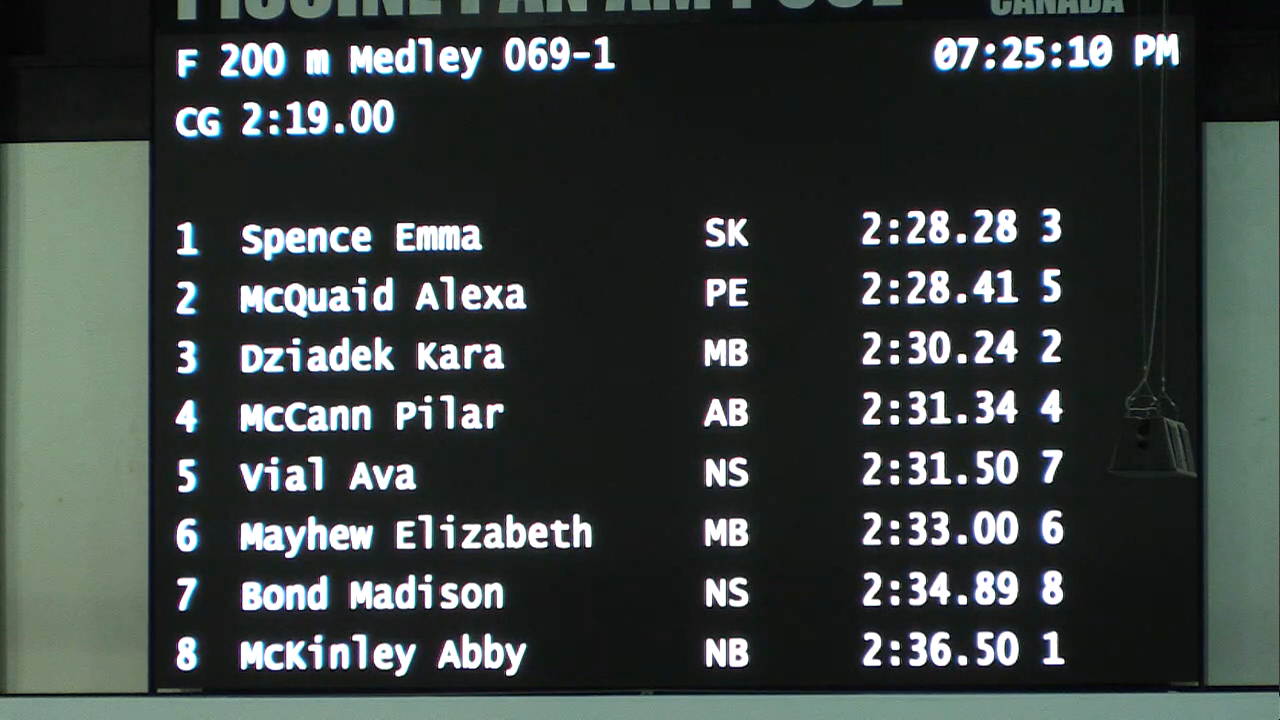 PISCINE PAN AM POOL
CANADA
F 200 m Medley 069-1 07:25:10 PM
CG 2:19.00
1 Spence Emma SK 2:28.28 3
2 McQuaid Alexa PE 2:28.41 5
3 Dziadek Kara MB 2:30.24 2
4 McCann Pilar AB 2:31.34 4
5 Vial Ava NS 2:31.50 7
6 Mayhew Elizabeth MB 2:33.00 6
7 Bond Madison NS 2:34.89 8
8 McKinley Abby NB 2:36.50 1